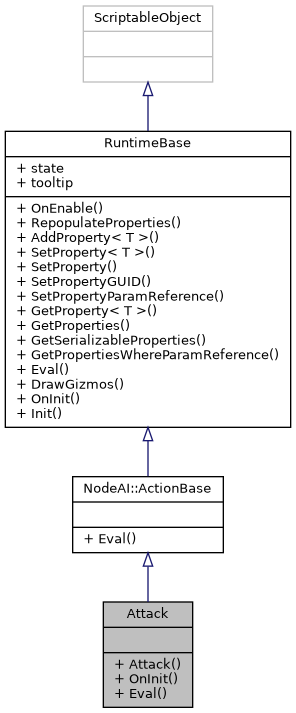 ScriptableObject
RuntimeBase
+ state
+ tooltip
+ OnEnable()
+ RepopulateProperties()
+ AddProperty< T >()
+ SetProperty< T >()
+ SetProperty()
+ SetPropertyGUID()
+ SetPropertyParamReference()
+ GetProperty< T >()
+ GetProperties()
+ GetSerializableProperties()
+ GetPropertiesWhereParamReference()
+ Eval()
+ DrawGizmos()
+ OnInit()
+ Init()
NodeAI::ActionBase
+ Eval()
Attack
+ Attack()
+ OnInit()
+ Eval()